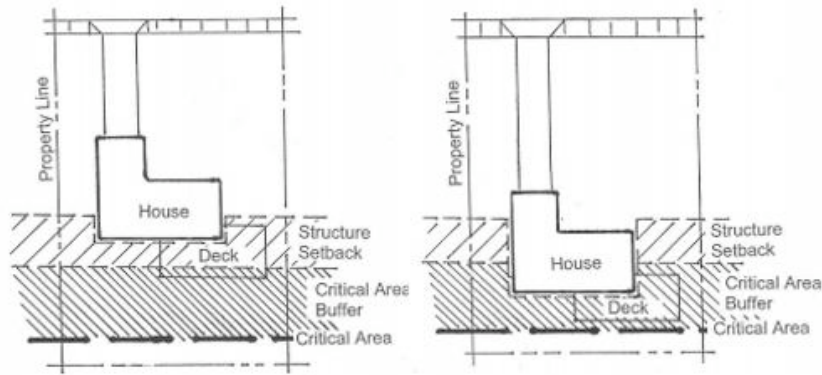 Property Line
House
Deck
Structure
Setback
Critical Area
Buffer
Critical Area
Property Line
House
Deck
Structure
Setback
Critical Area
Buffer
Critical Area